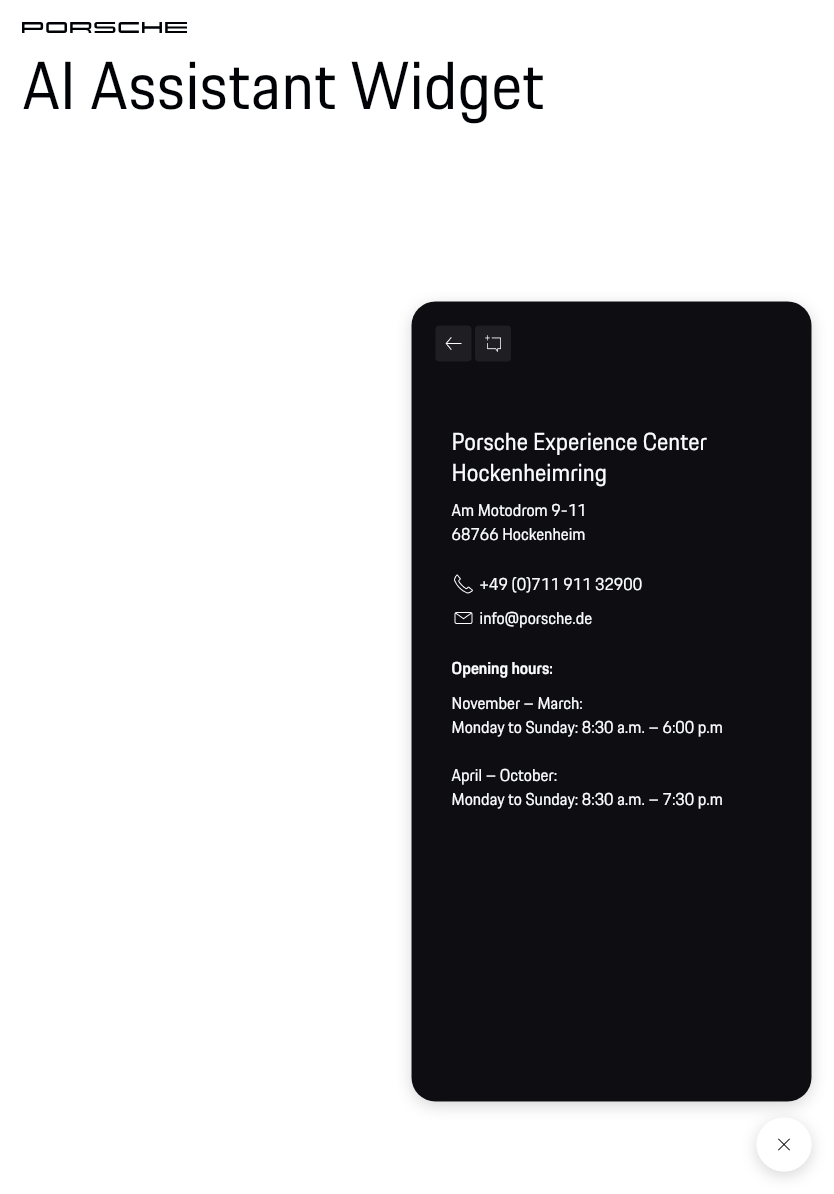 PORSCHE
AI Assistant Widget
Porsche Experience Center
Hockenheimring
Am Motodrom 9-11
68766 Hockenheim
+49 (0)711 911 32900
info@porsche.de
Opening hours:
November – March:
Monday to Sunday: 8:30 a.m. – 6:00 p.m
April – October:
Monday to Sunday: 8:30 a.m. – 7:30 p.m